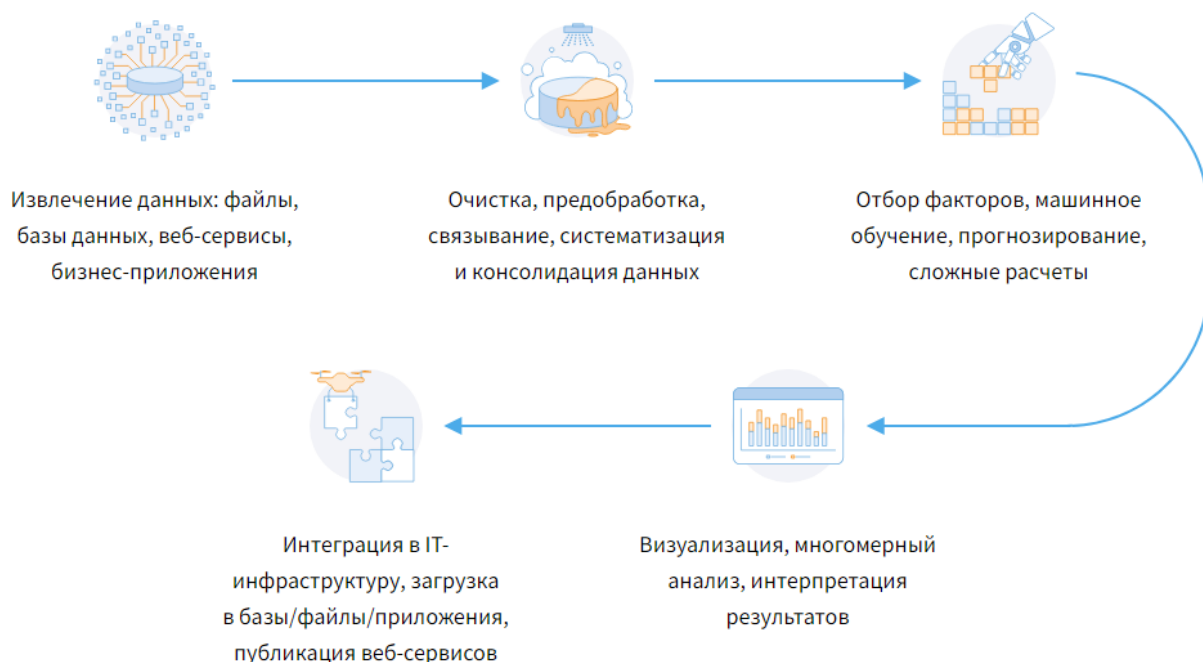 Извлечение данных: файлы,
базы данных, веб-сервисы,
бизнес-приложения
Очистка, предобработка,
связывание, систематизация
и консолидация данных
Отбор факторов, машинное
обучение, прогнозирование,
сложные расчеты
Визуализация, многомерный
анализ, интерпретация
результатов
Интеграция в IT-
инфраструктуру, загрузка
в базы/файлы/приложения,
публикация веб-сервисов